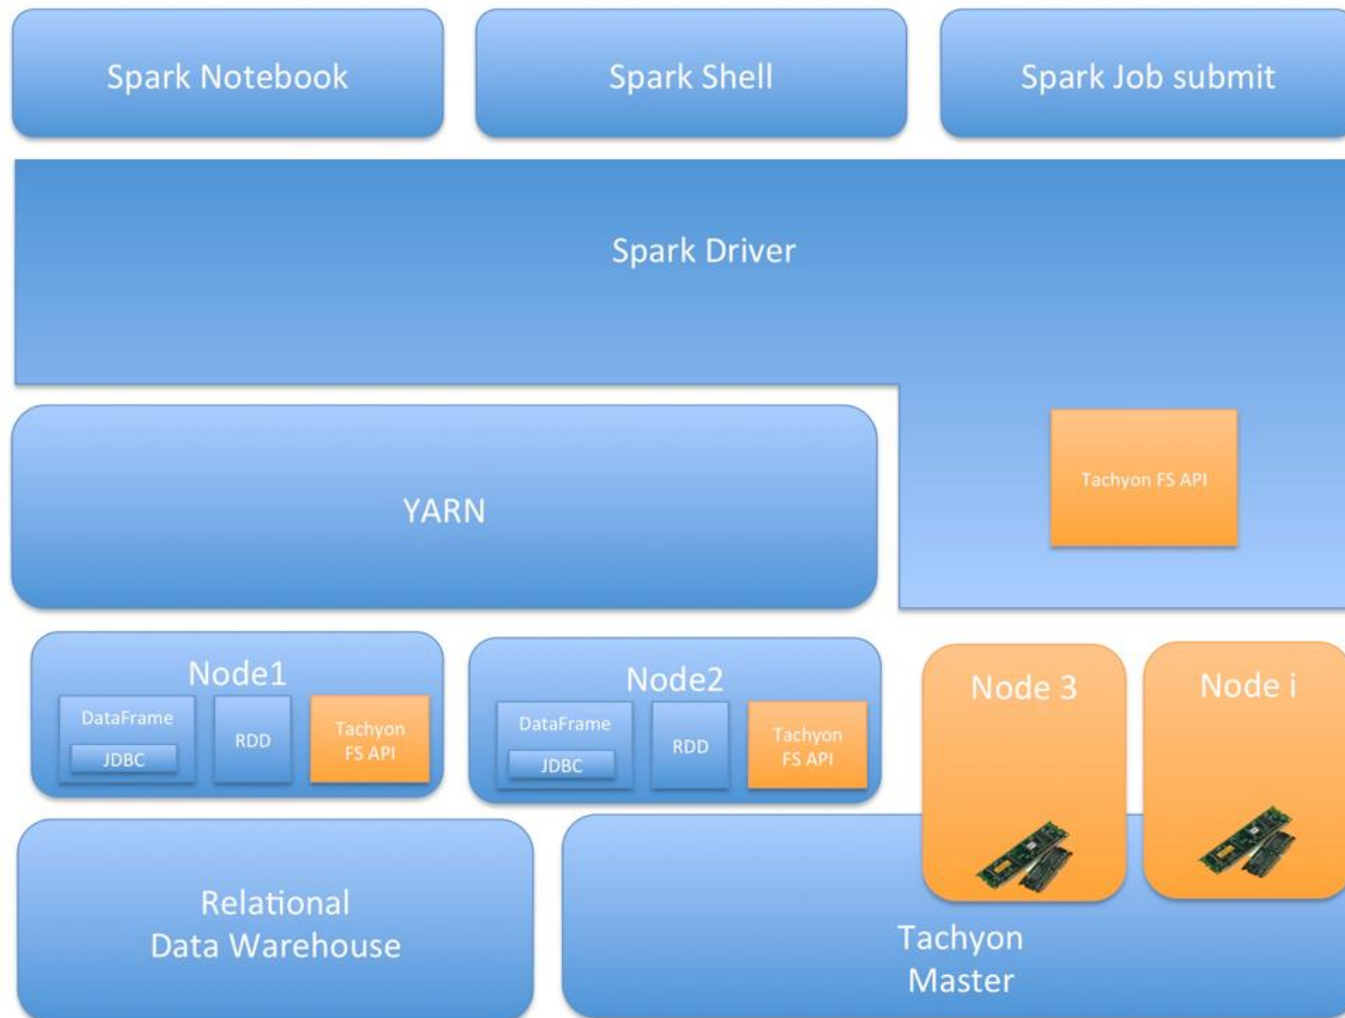 Spark Notebook
Spark Shell
Spark Job submit
Spark Driver
Tachyon FS API
YARN
Node1
DataFrame
JDBC
RDD
Tachyon
FS API
Node2
DataFrame
JDBC
RDD
Tachyon
FS API
Node 3
Node i
Relational
Data Warehouse
Tachyon
Master